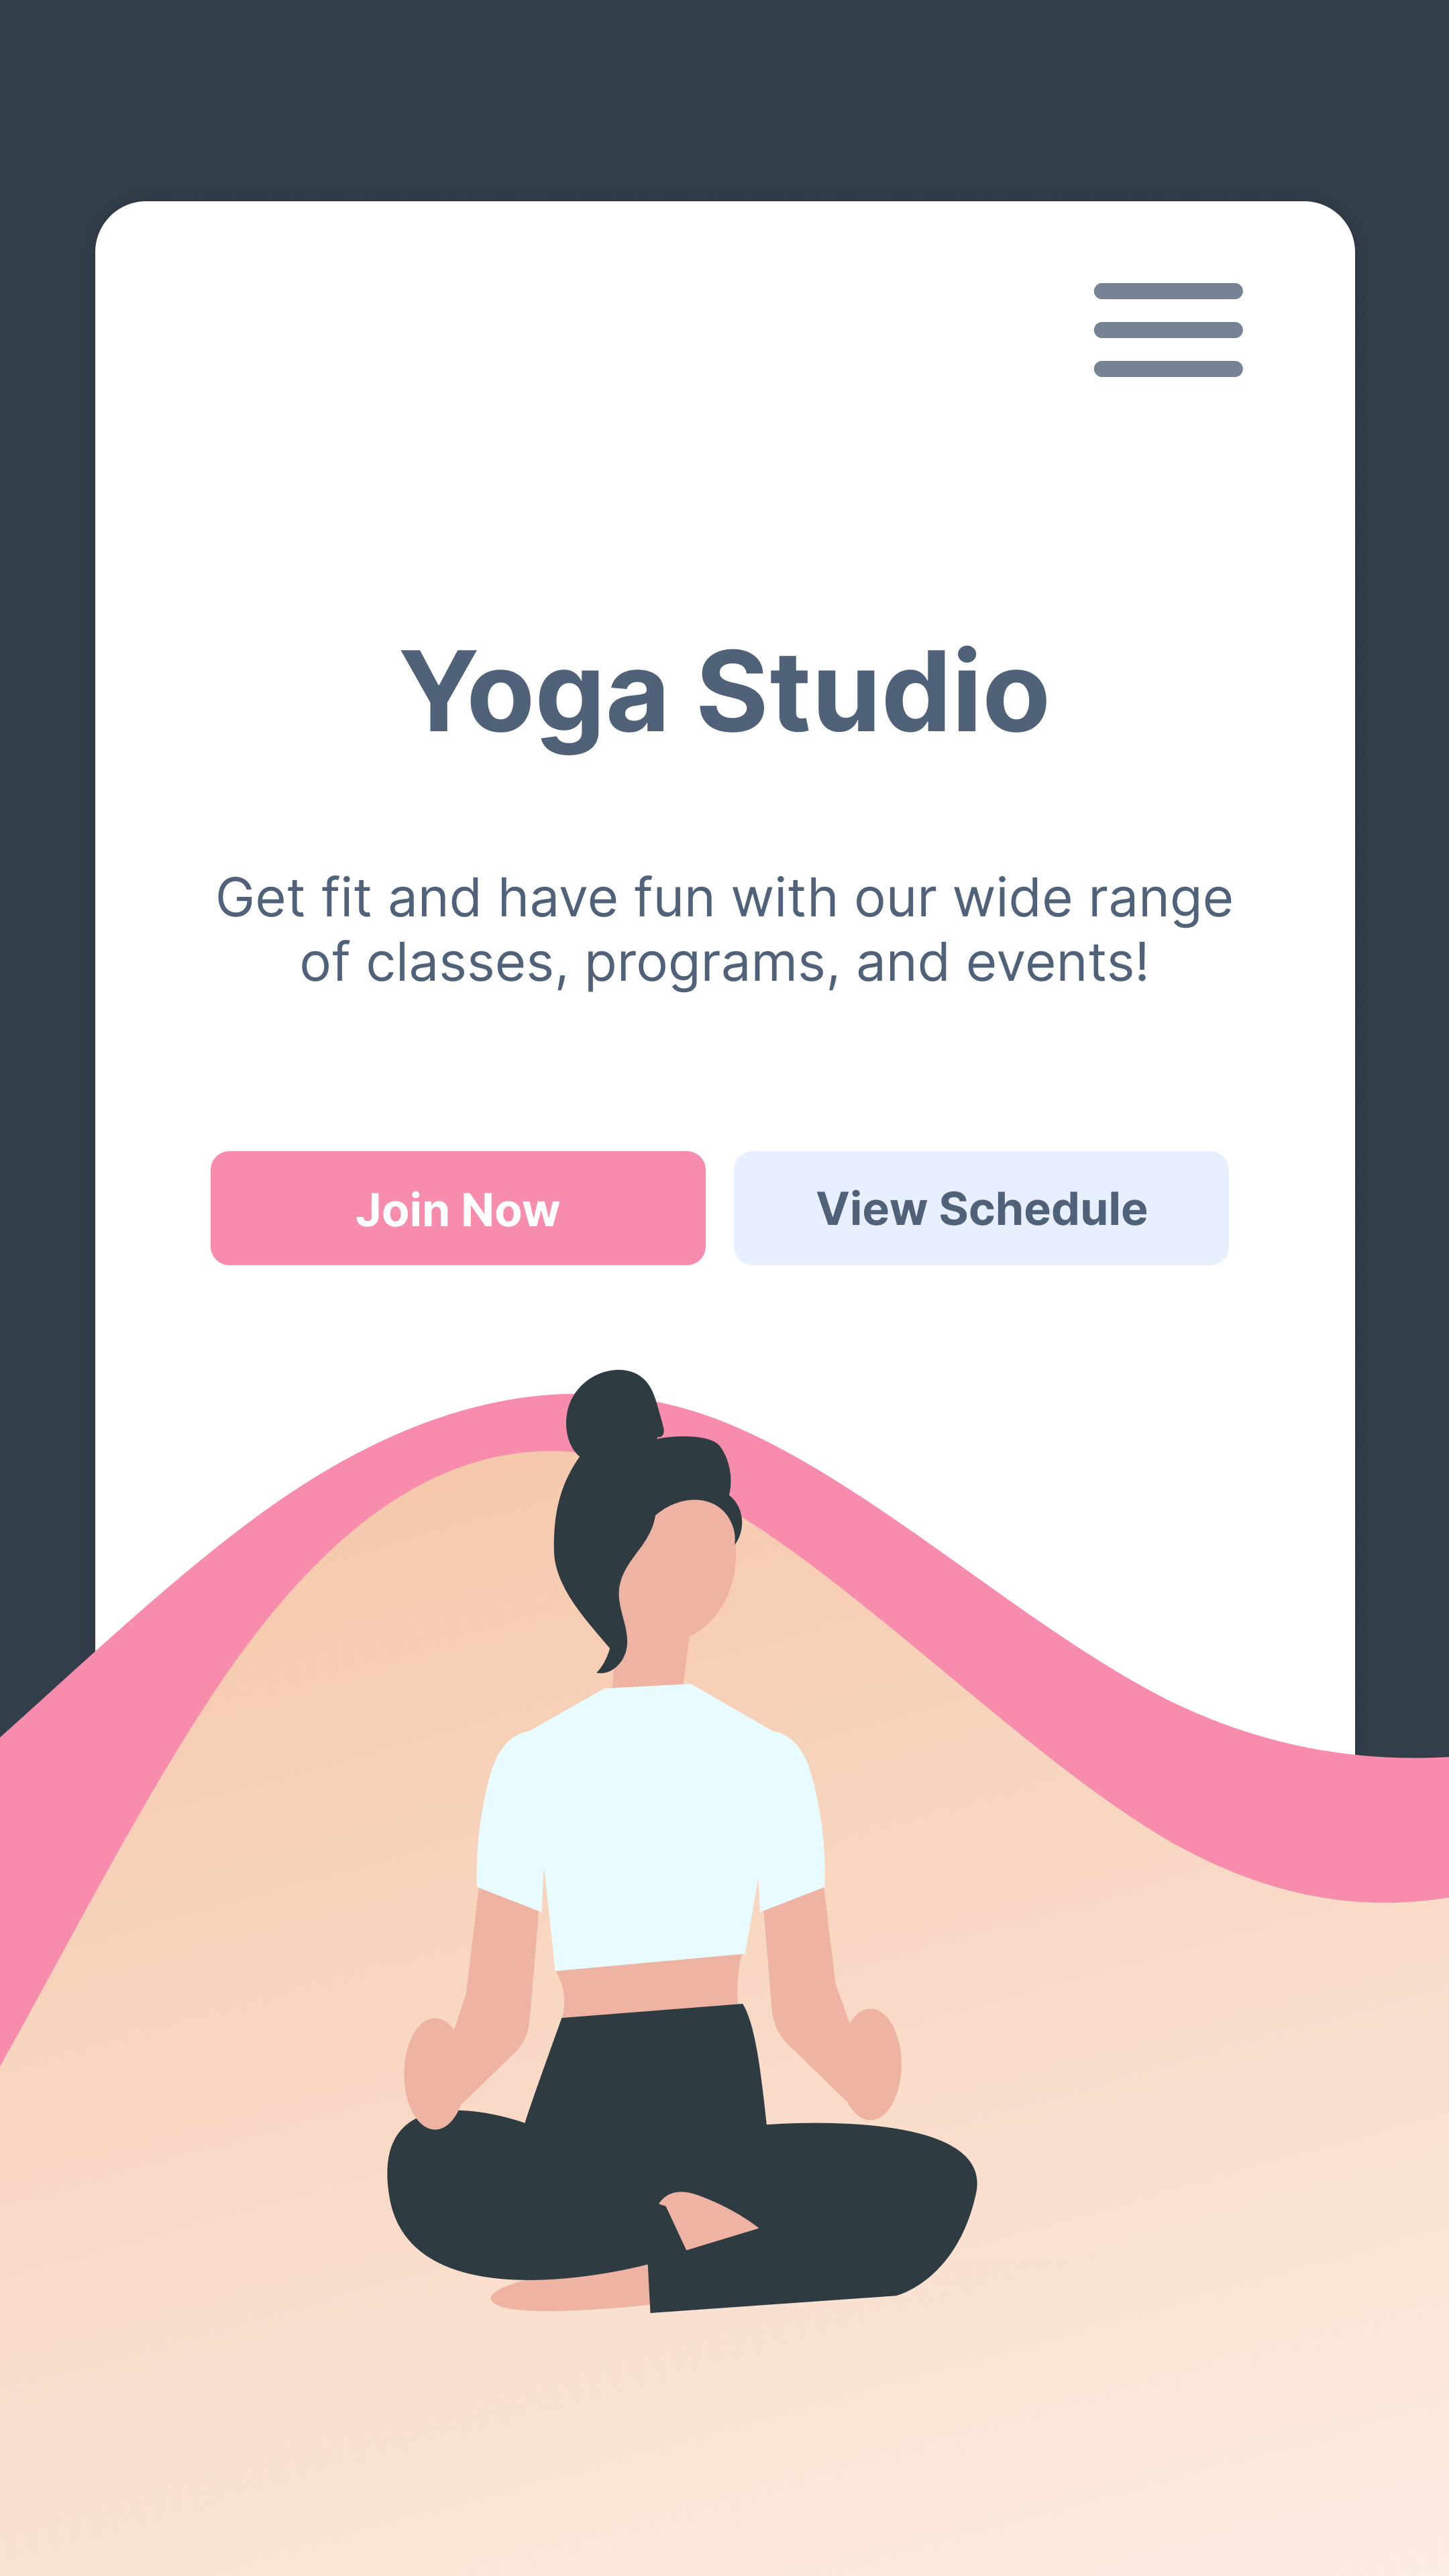 Yoga Studio
Get fit and have fun with our wide range
of classes, programs, and events!
Join Now
View Schedule